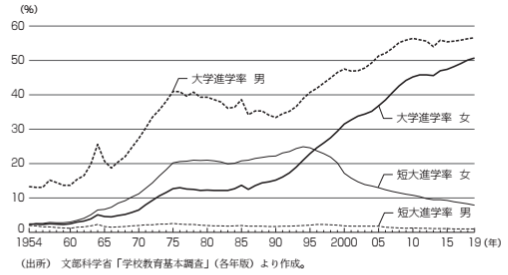 (%)
60
50
40
30
20
10
0
大学進学率 男
大学進学率 女
短大進学率 女
短大進学率 男
1954 60 65 70 75 80 85 90 95 2000 05 10 15 19 (年)
(出所) 文部科学省「学校教育基本調査」(各年版)より作成。